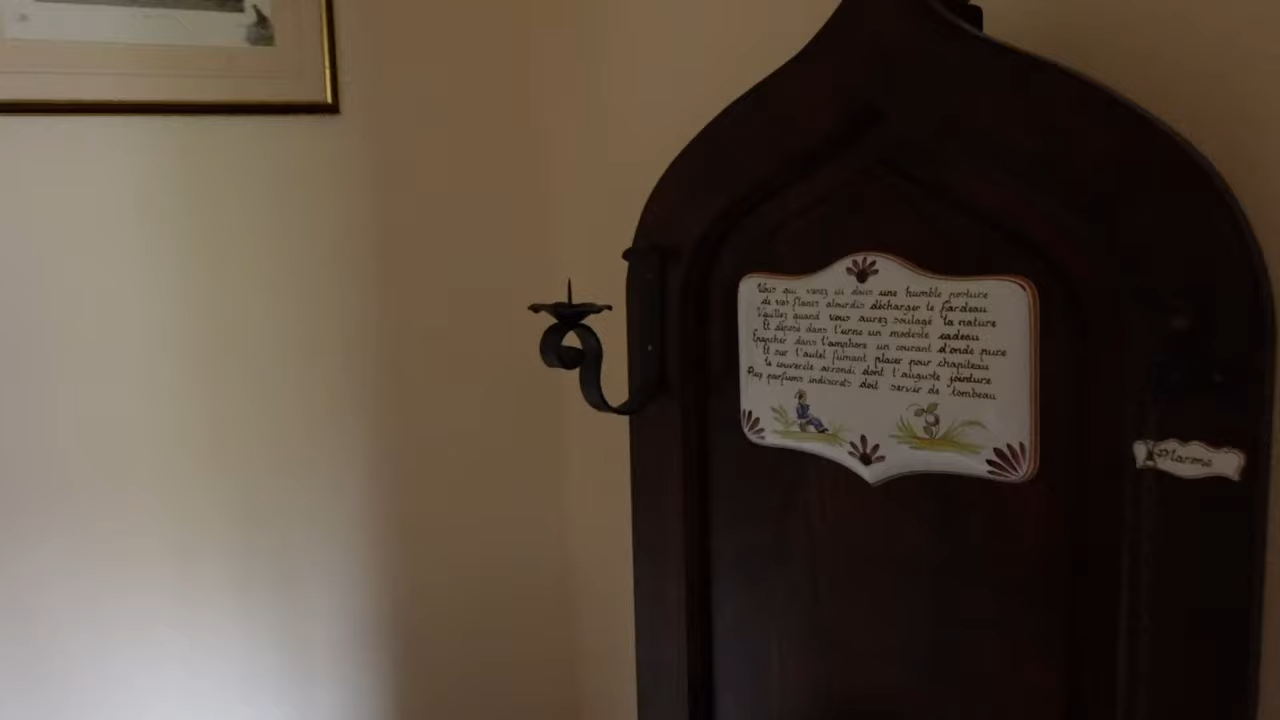 Vous qui venez ici dans une humble posture
de vos flancs alourdis décharger le fardeau
Veuillez quand vous aurez soulagé la nature
Et déposé dans l'urne un modeste cadeau
Epancher dans l'amphore un courant d'onde pure
Et sur l'autel fumant placer pour chapiteau
le couvercle arrondi dont l'auguste jointure
Aux parfums indiscrets doit servir de tombeau